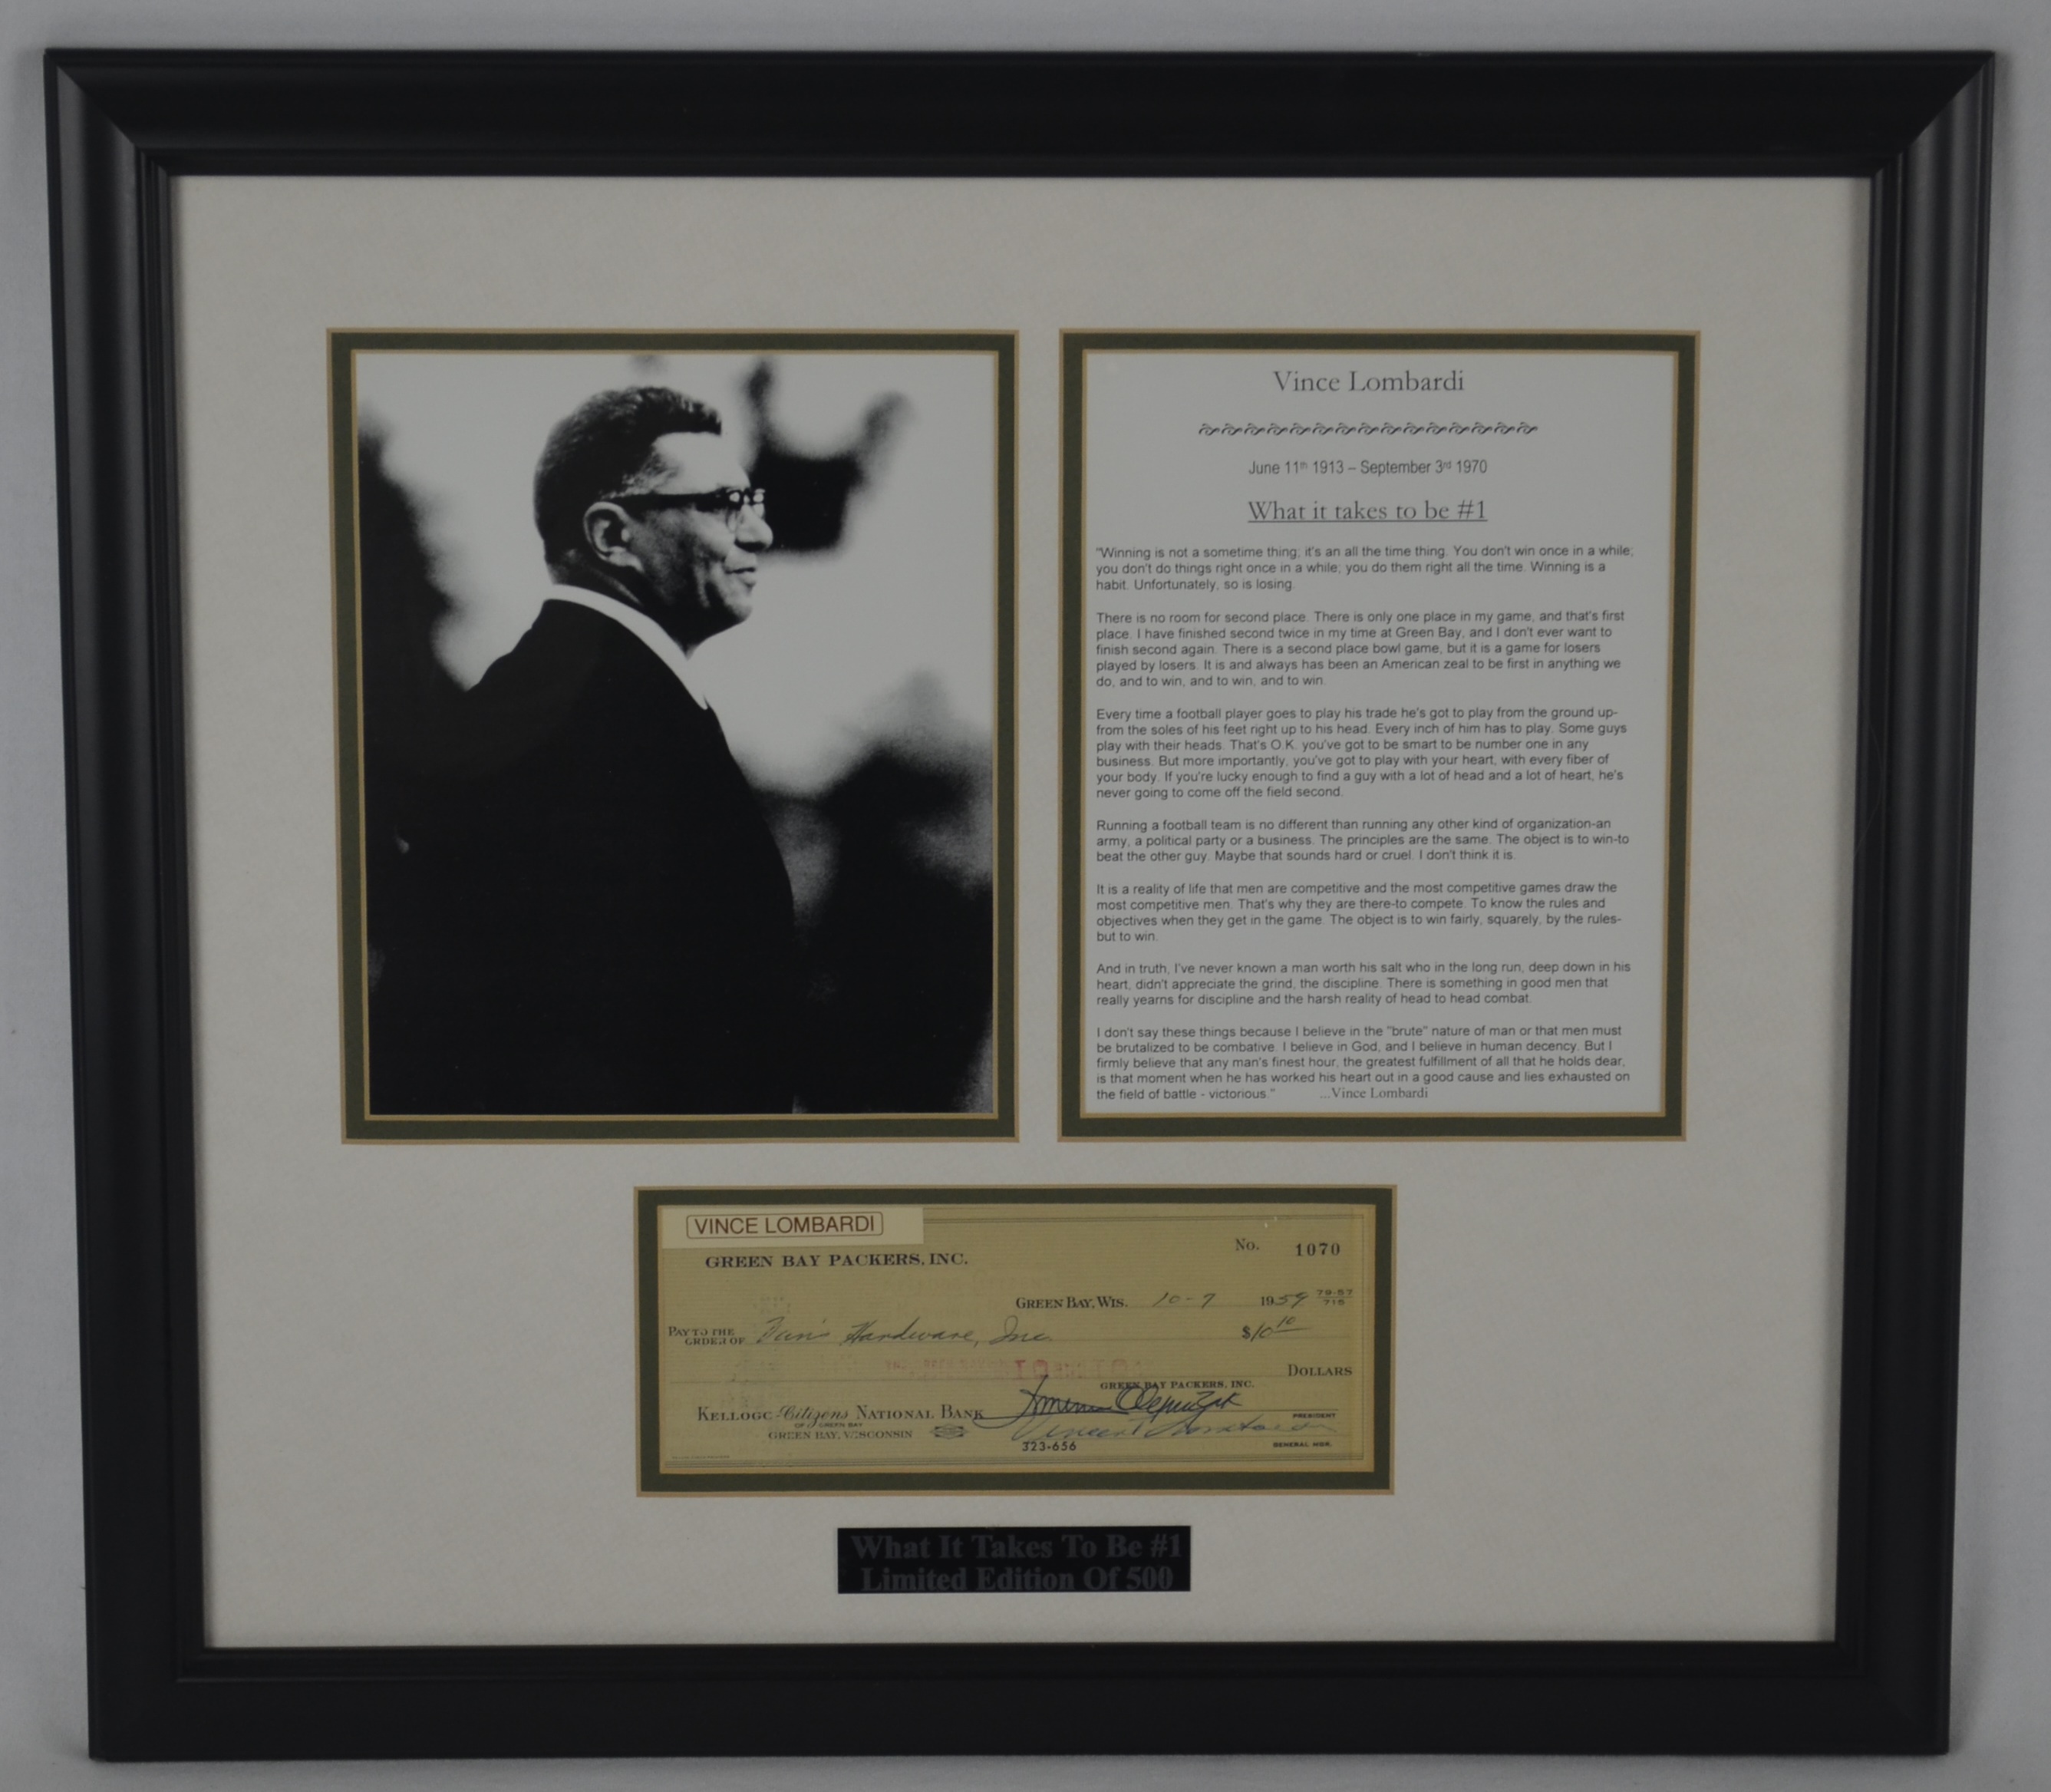 Vince Lombardi
June 11th 1913 – September 3rd 1970
What it takes to be #1
"Winning is not a sometime thing; it's an all the time thing. You don't win once in a while;
you don't do things right once in a while; you do them right all the time. Winning is a
habit. Unfortunately, so is losing.
There is no room for second place. There is only one place in my game, and that's first
place. I have finished second twice in my time at Green Bay, and I don't ever want to
finish second again. There is a second place bowl game, but it is a game for losers
played by losers. It is and always has been an American zeal to be first in anything we
do, and to win, and to win, and to win.
Every time a football player goes to play his trade he's got to play from the ground up-
from the soles of his feet right up to his head. Every inch of him has to play. Some guys
play with their heads. That's O.K. you've got to be smart to be number one in any
business. But more importantly, you've got to play with your heart, with every fiber of
your body. If you're lucky enough to find a guy with a lot of head and a lot of heart, he's
never going to come off the field second.
Running a football team is no different than running any other kind of organization-an
army, a political party or a business. The principles are the same. The object is to win-to
beat the other guy. Maybe that sounds hard or cruel. I don't think it is.
It is a reality of life that men are competitive and the most competitive games draw the
most competitive men. That's why they are there-to compete. To know the rules and
objectives when they get in the game. The object is to win fairly, squarely, by the rules-
but to win.
And in truth, I've never known a man worth his salt who in the long run, deep down in his
heart, didn't appreciate the grind, the discipline. There is something in good men that
really yearns for discipline and the harsh reality of head to head combat.
I don't say these things because I believe in the "brute" nature of man or that men must
be brutalized to be combative. I believe in God, and I believe in human decency. But I
firmly believe that any man's finest hour, the greatest fulfillment of all that he holds dear,
is that moment when he has worked his heart out in a good cause and lies exhausted on
the field of battle - victorious." ...Vince Lombardi
VINCE LOMBARDI
GREEN BAY PACKERS, INC.
No. 1070
GREEN BAY, WIS. 10-7 1959 79-57
715
PAY TO THE
ORDER OF Hardware, Inc. $10 10
DOLLARS
GREEN BAY PACKERS, INC.
KELLOGG Citizens NATIONAL BANK
PRESIDENT
OF GREEN BAY
GREEN BAY, WISCONSIN
Vincent Lombardi
323-656
GENERAL MGR.
What It Takes To Be #1
Limited Edition Of 500